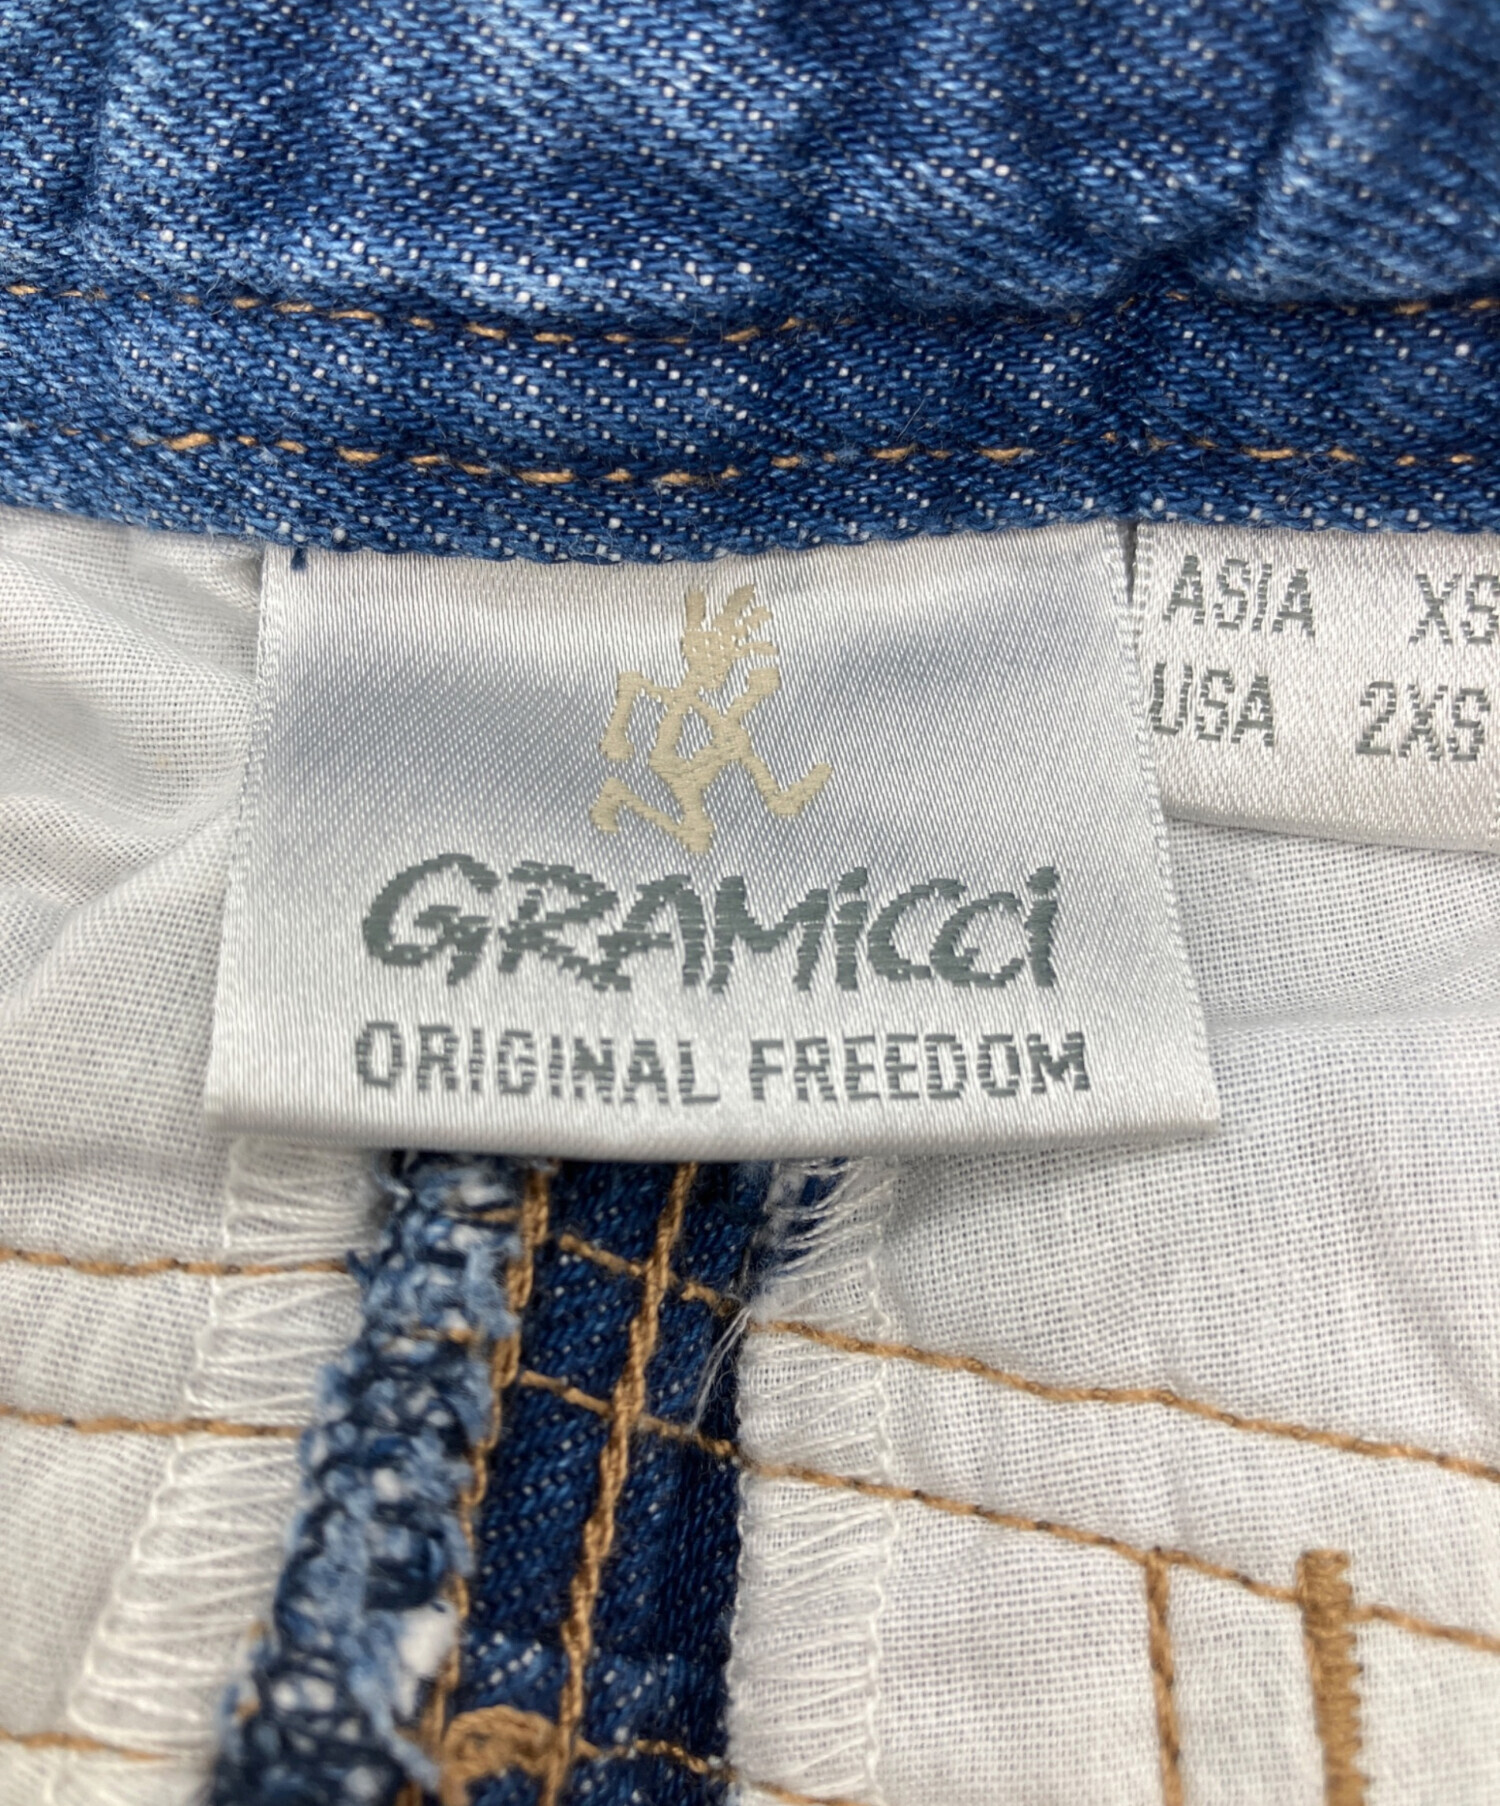 GRAMiCCi
ORIGINAL FREEDOM
ASIA XS
USA 2XS